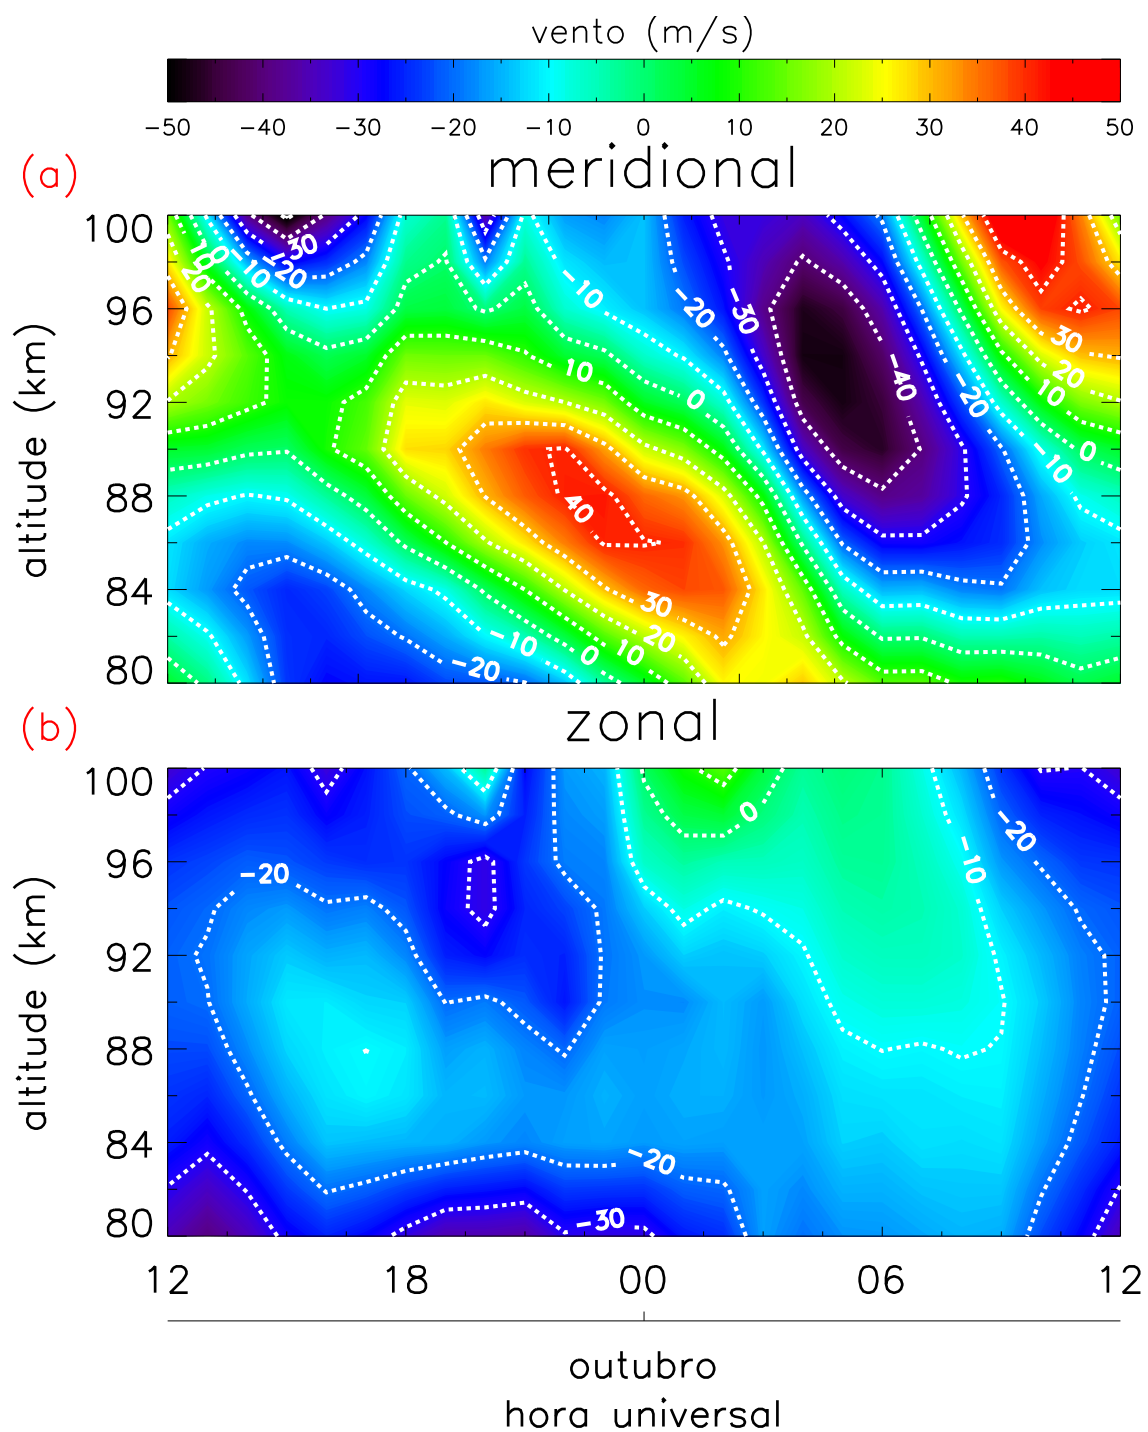 vento (m/s)
−50 −40 −30 −20 −10 0 10 20 30 40 50
(a) meridional
100
96
92
88
84
80
altitude (km)
10 −10 −30 −20 20 −10 −20 −30 −40 −20 −10 30 20 10 0
10 0 40 30 20 10 0 −10 −20
(b) zonal
100
96
92
88
84
80
altitude (km)
−20 0 −10 −20
−20 −30
12 18 00 06 12
outubro
hora universal